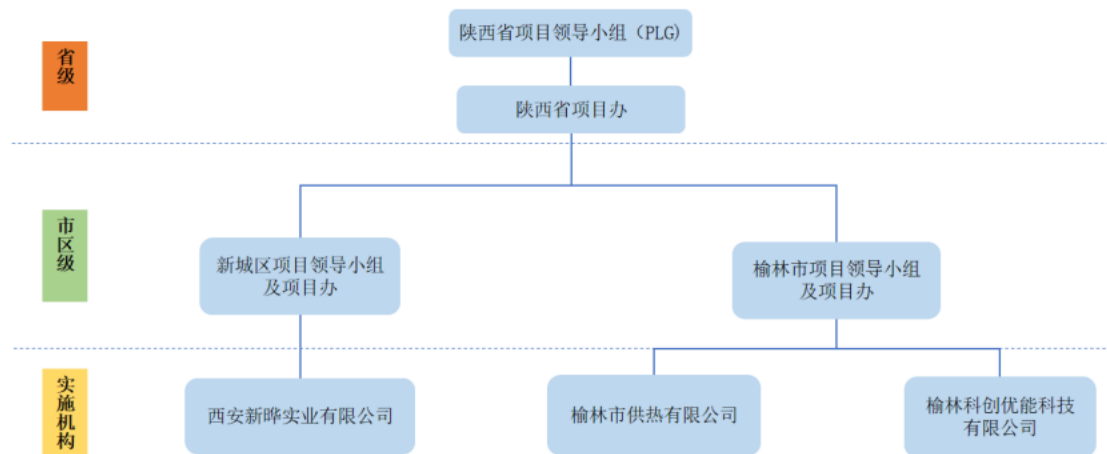 陕西省项目领导小组（PLG)
省级
陕西省项目办
市区级
新城区项目领导小组
及项目办
榆林市项目领导小组
及项目办
实施机构
西安新晔实业有限公司
榆林市供热有限公司
榆林科创优能科技
有限公司